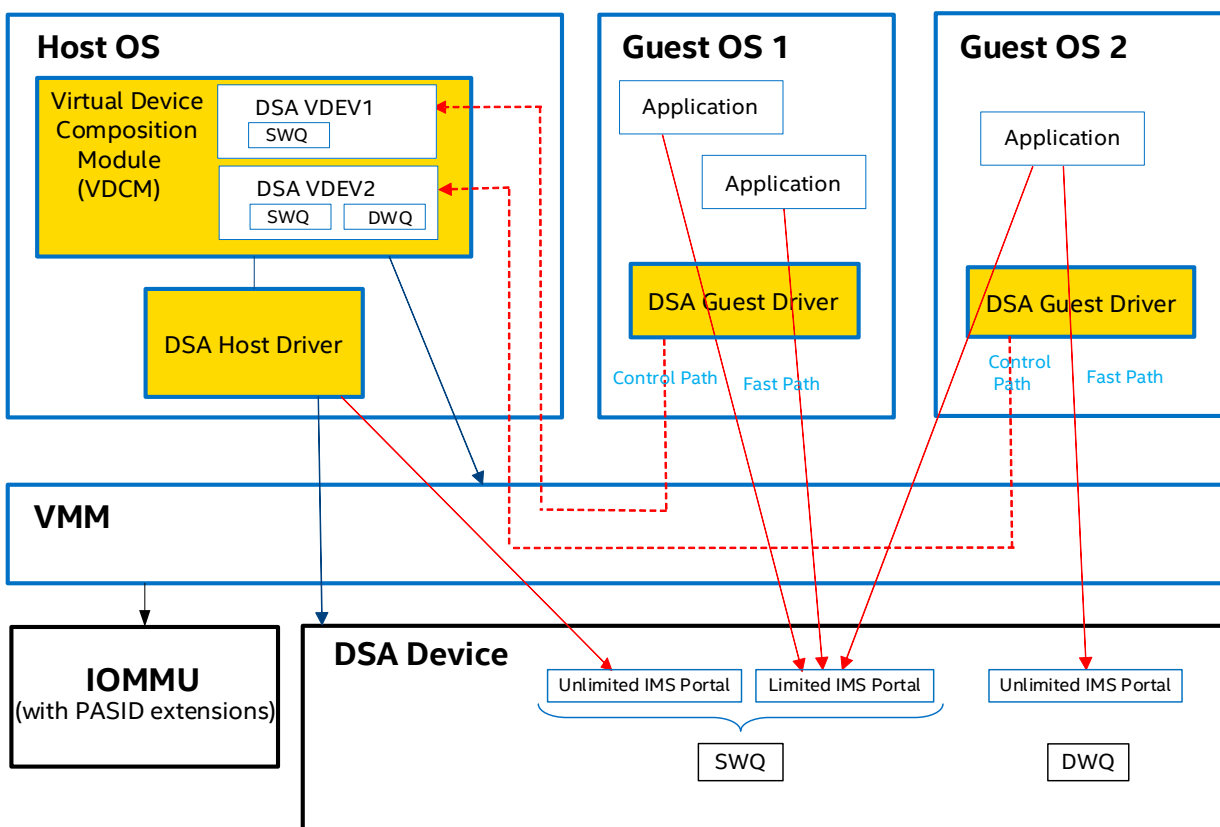 Host OS
Virtual Device
Composition
Module
(VDCM)
DSA VDEV1
SWQ
DSA VDEV2
SWQ
DWQ
DSA Host Driver
Guest OS 1
Application
Application
DSA Guest Driver
Control Path
Fast Path
Guest OS 2
Application
DSA Guest Driver
Control
Path
Fast Path
VMM
IOMMU
(with PASID extensions)
DSA Device
Unlimited IMS Portal
Limited IMS Portal
Unlimited IMS Portal
SWQ
DWQ